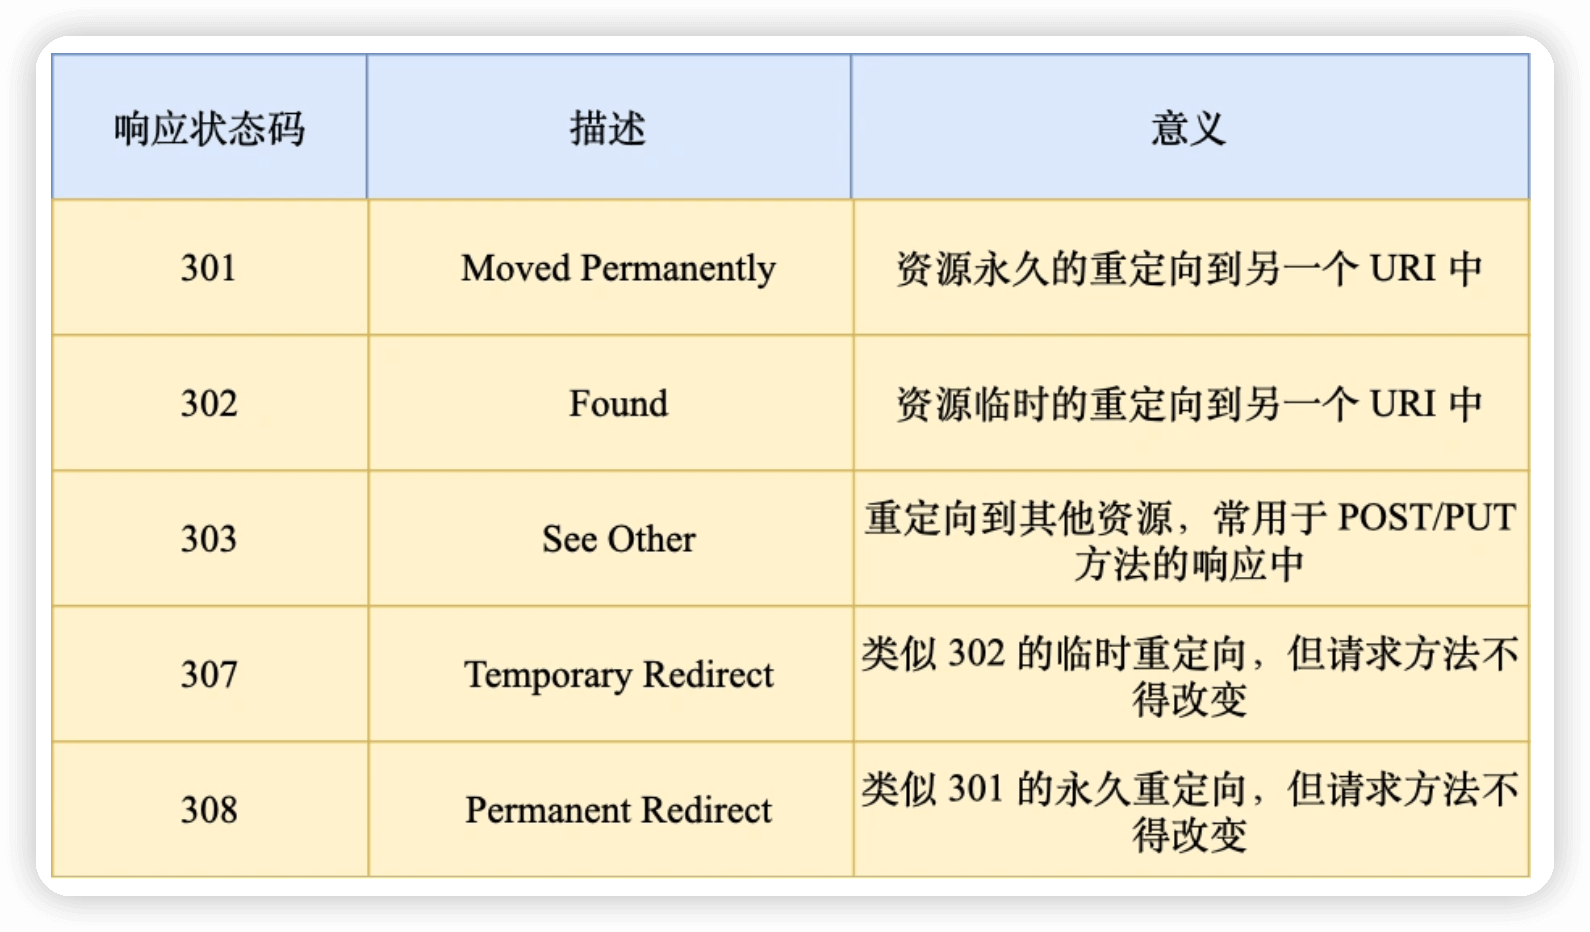 响应状态码
描述
意义
301
Moved Permanently
资源永久的重定向到另一个 URI 中
302
Found
资源临时的重定向到另一个 URI 中
303
See Other
重定向到其他资源，常用于 POST/PUT
方法的响应中
307
Temporary Redirect
类似 302 的临时重定向，但请求方法不
得改变
308
Permanent Redirect
类似 301 的永久重定向，但请求方法不
得改变